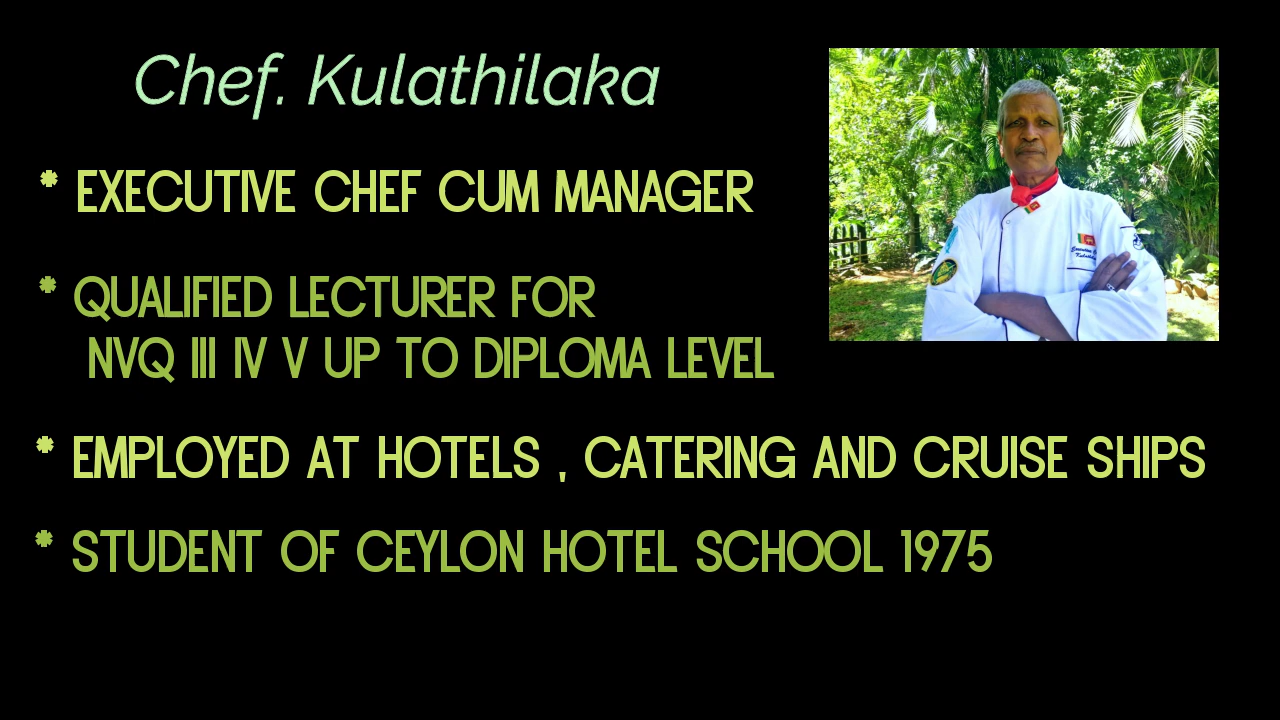 Chef. Kulathilaka
* EXECUTIVE CHEF CUM MANAGER
* QUALIFIED LECTURER FOR
NVQ III IV V UP TO DIPLOMA LEVEL
* EMPLOYED AT HOTELS , CATERING AND CRUISE SHIPS
* STUDENT OF CEYLON HOTEL SCHOOL 1975